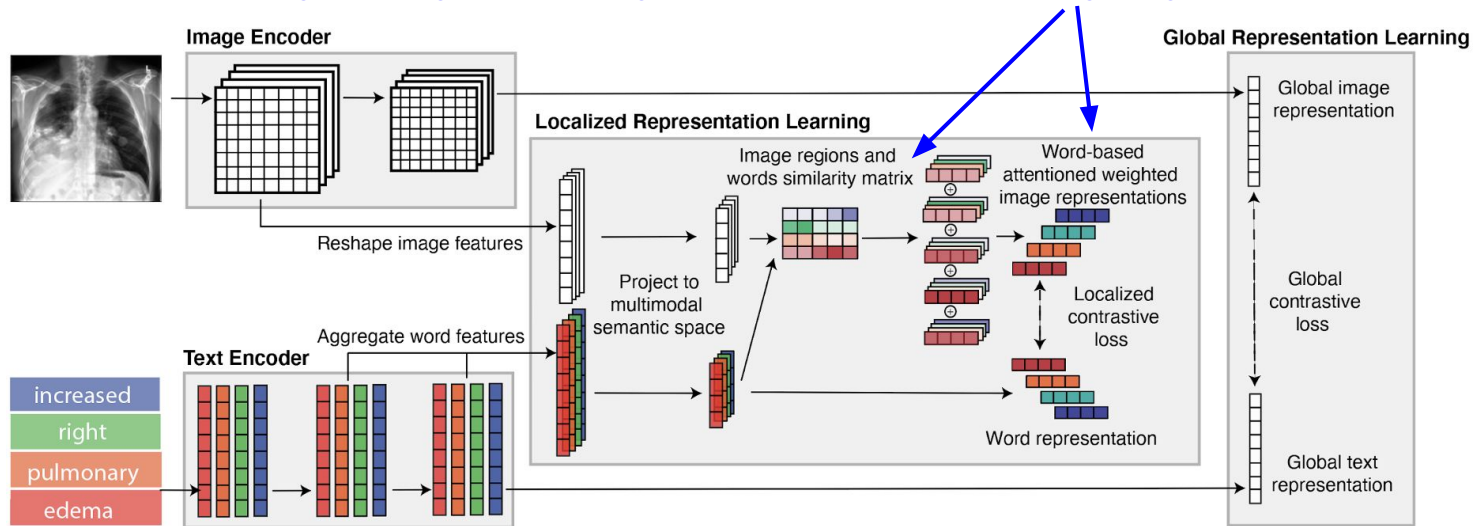 Image Encoder
Global Representation Learning
L
Global image
representation
Localized Representation Learning
Image regions and
words similarity matrix
Word-based
attentioned weighted
image representations
Reshape image features
Project to
multimodal
semantic space
Localized
contrastive
loss
Global
contrastive
loss
Aggregate word features
Text Encoder
increased
right
pulmonary
edema
Word representation
Global text
representation